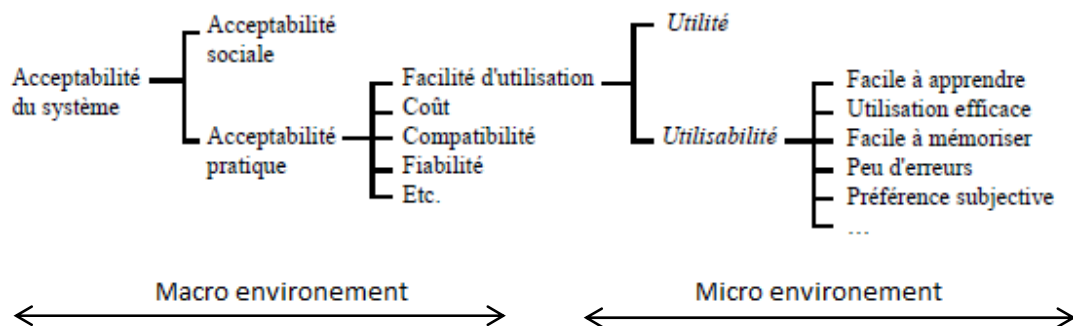 Acceptabilité
du système
Acceptabilité
sociale
Acceptabilité
pratique
Facilité d'utilisation
Coût
Compatibilité
Fiabilité
Etc.
Utilité
Utilisabilité
Facile à apprendre
Utilisation efficace
Facile à mémoriser
Peu d'erreurs
Préférence subjective
…
Macro environement
Micro environement